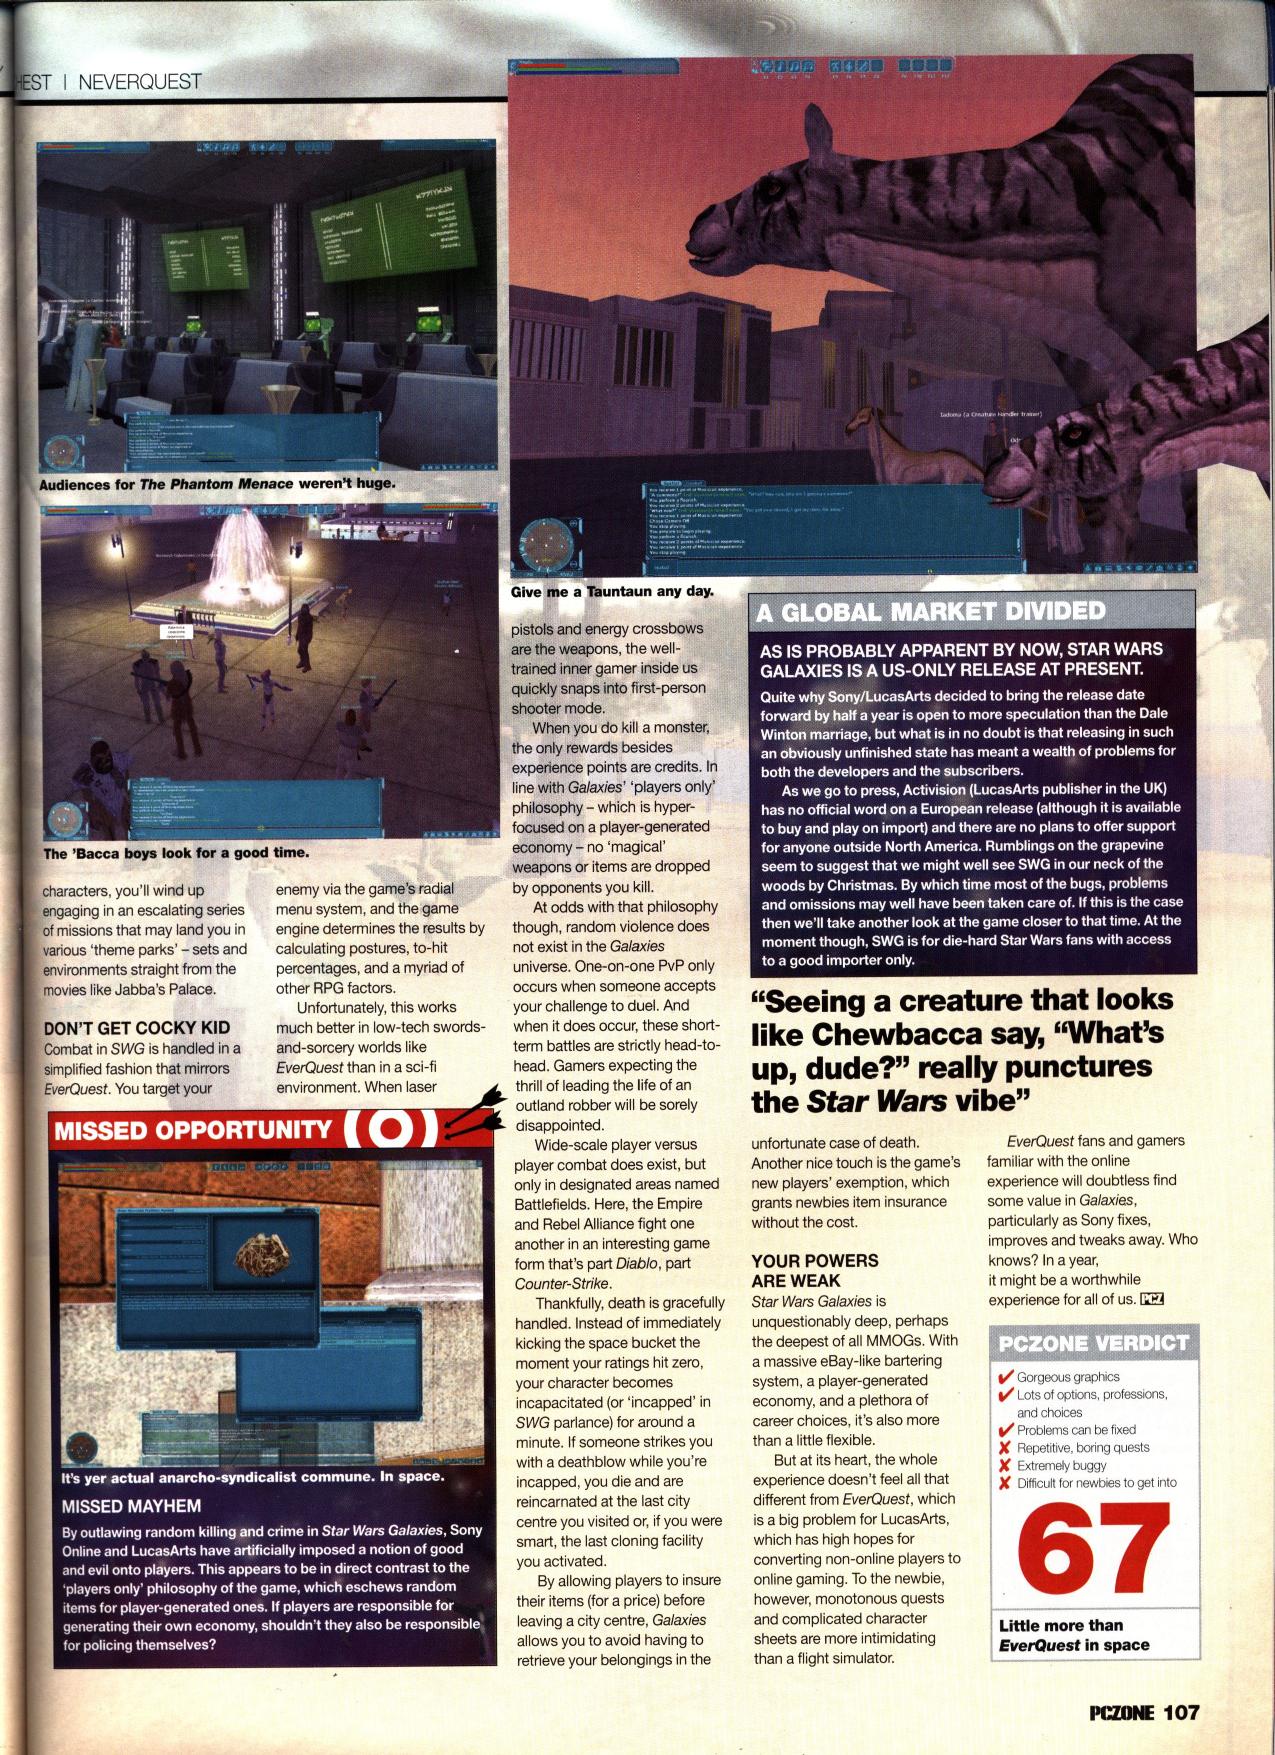 HEST | NEVERQUEST
Audiences for The Phantom Menace weren't huge.
The 'Bacca boys look for a good time.
Give me a Tauntaun any day.
Iadoma (a Creature Handler trainer)
characters, you'll wind up
engaging in an escalating series
of missions that may land you in
various 'theme parks' – sets and
environments straight from the
movies like Jabba's Palace.
DON'T GET COCKY KID
Combat in SWG is handled in a
simplified fashion that mirrors
EverQuest. You target your
enemy via the game's radial
menu system, and the game
engine determines the results by
calculating postures, to-hit
percentages, and a myriad of
other RPG factors.
Unfortunately, this works
much better in low-tech swords-
and-sorcery worlds like
EverQuest than in a sci-fi
environment. When laser
pistols and energy crossbows
are the weapons, the well-
trained inner gamer inside us
quickly snaps into first-person
shooter mode.
When you do kill a monster,
the only rewards besides
experience points are credits. In
line with Galaxies' 'players only'
philosophy – which is hyper-
focused on a player-generated
economy – no 'magical'
weapons or items are dropped
by opponents you kill.
At odds with that philosophy
though, random violence does
not exist in the Galaxies
universe. One-on-one PvP only
occurs when someone accepts
your challenge to duel. And
when it does occur, these short-
term battles are strictly head-to-
head. Gamers expecting the
thrill of leading the life of an
outland robber will be sorely
disappointed.
Wide-scale player versus
player combat does exist, but
only in designated areas named
Battlefields. Here, the Empire
and Rebel Alliance fight one
another in an interesting game
form that's part Diablo, part
Counter-Strike.
Thankfully, death is gracefully
handled. Instead of immediately
kicking the space bucket the
moment your ratings hit zero,
your character becomes
incapacitated (or 'incapped' in
SWG parlance) for around a
minute. If someone strikes you
with a deathblow while you're
incapped, you die and are
reincarnated at the last city
centre you visited or, if you were
smart, the last cloning facility
you activated.
By allowing players to insure
their items (for a price) before
leaving a city centre, Galaxies
allows you to avoid having to
retrieve your belongings in the
MISSED OPPORTUNITY
It's yer actual anarcho-syndicalist commune. In space.
MISSED MAYHEM
By outlawing random killing and crime in Star Wars Galaxies, Sony
Online and LucasArts have artificially imposed a notion of good
and evil onto players. This appears to be in direct contrast to the
'players only' philosophy of the game, which eschews random
items for player-generated ones. If players are responsible for
generating their own economy, shouldn't they also be responsible
for policing themselves?
A GLOBAL MARKET DIVIDED
AS IS PROBABLY APPARENT BY NOW, STAR WARS
GALAXIES IS A US-ONLY RELEASE AT PRESENT.
Quite why Sony/LucasArts decided to bring the release date
forward by half a year is open to more speculation than the Dale
Winton marriage, but what is in no doubt is that releasing in such
an obviously unfinished state has meant a wealth of problems for
both the developers and the subscribers.
As we go to press, Activision (LucasArts publisher in the UK)
has no official word on a European release (although it is available
to buy and play on import) and there are no plans to offer support
for anyone outside North America. Rumblings on the grapevine
seem to suggest that we might well see SWG in our neck of the
woods by Christmas. By which time most of the bugs, problems
and omissions may well have been taken care of. If this is the case
then we'll take another look at the game closer to that time. At the
moment though, SWG is for die-hard Star Wars fans with access
to a good importer only.
"Seeing a creature that looks
like Chewbacca say, "What's
up, dude?" really punctures
the Star Wars vibe"
unfortunate case of death.
Another nice touch is the game's
new players' exemption, which
grants newbies item insurance
without the cost.
YOUR POWERS
ARE WEAK
Star Wars Galaxies is
unquestionably deep, perhaps
the deepest of all MMOGs. With
a massive eBay-like bartering
system, a player-generated
economy, and a plethora of
career choices, it's also more
than a little flexible.
But at its heart, the whole
experience doesn't feel all that
different from EverQuest, which
is a big problem for LucasArts,
which has high hopes for
converting non-online players to
online gaming. To the newbie,
however, monotonous quests
and complicated character
sheets are more intimidating
than a flight simulator.
EverQuest fans and gamers
familiar with the online
experience will doubtless find
some value in Galaxies,
particularly as Sony fixes,
improves and tweaks away. Who
knows? In a year,
it might be a worthwhile
experience for all of us. PCZ
PCZONE VERDICT
✓ Gorgeous graphics
✓ Lots of options, professions,
and choices
✓ Problems can be fixed
✗ Repetitive, boring quests
✗ Extremely buggy
✗ Difficult for newbies to get into
67
Little more than
EverQuest in space
PCZONE 107